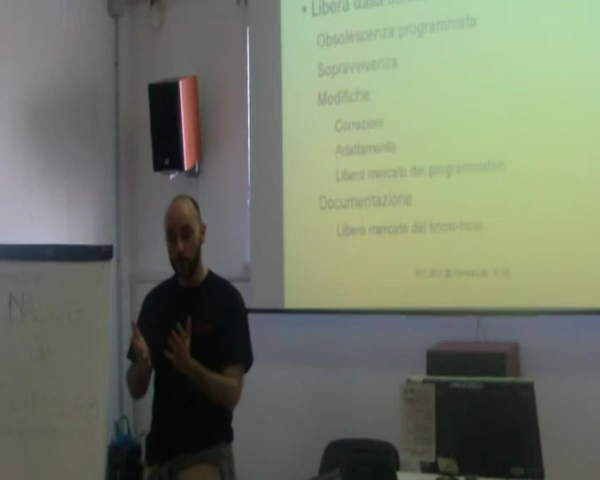 • Libera dalla
Obsolescenza programmata
Sopravvivenza
Modifiche
Correzioni
Adattamento
Libero mercato dei programmatori
Documentazione
Libero mercato del know-how